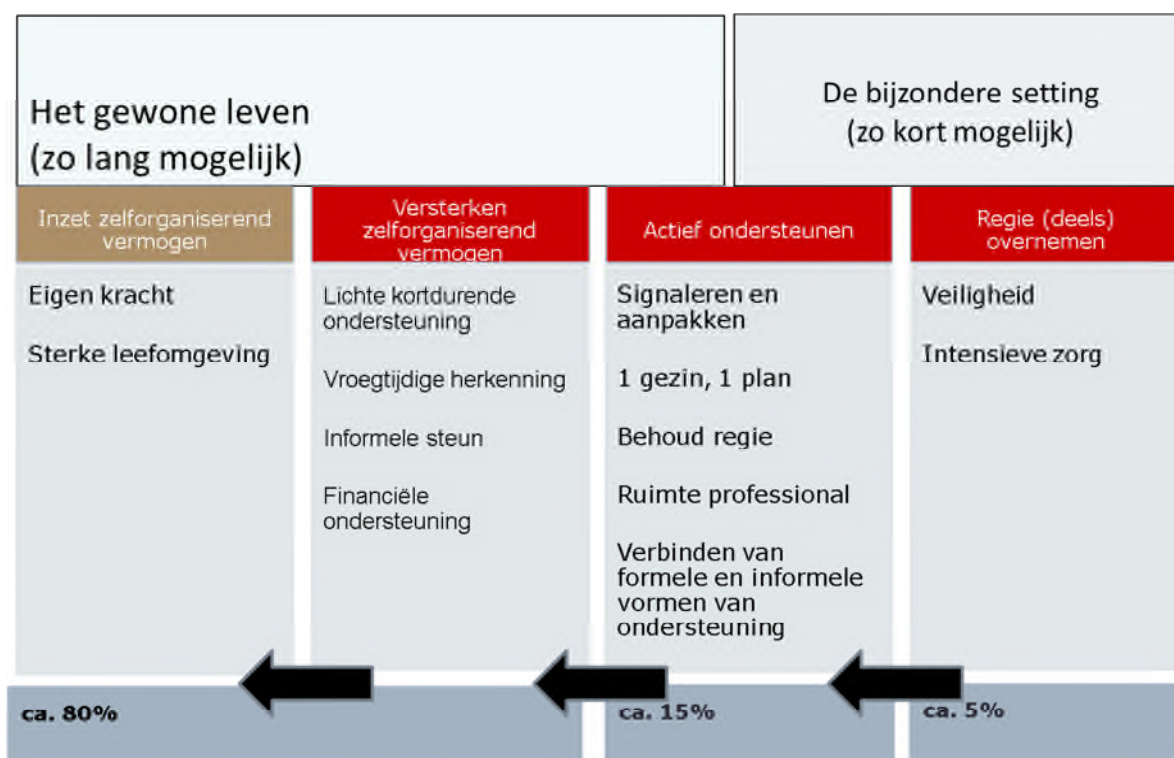 Het gewone leven
(zo lang mogelijk)
De bijzondere setting
(zo kort mogelijk)
Inzet zelforganiserend
vermogen
Versterken
zelforganiserend
vermogen
Actief ondersteunen
Regie (deels)
overnemen
Eigen kracht
Sterke leefomgeving
Lichte kortdurende
ondersteuning
Vroegtijdige herkenning
Informele steun
Financiële
ondersteuning
Signaleren en
aanpakken
1 gezin, 1 plan
Behoud regie
Ruimte professional
Verbinden van
formele en informele
vormen van
ondersteuning
Veiligheid
Intensieve zorg
ca. 80%
ca. 15%
ca. 5%